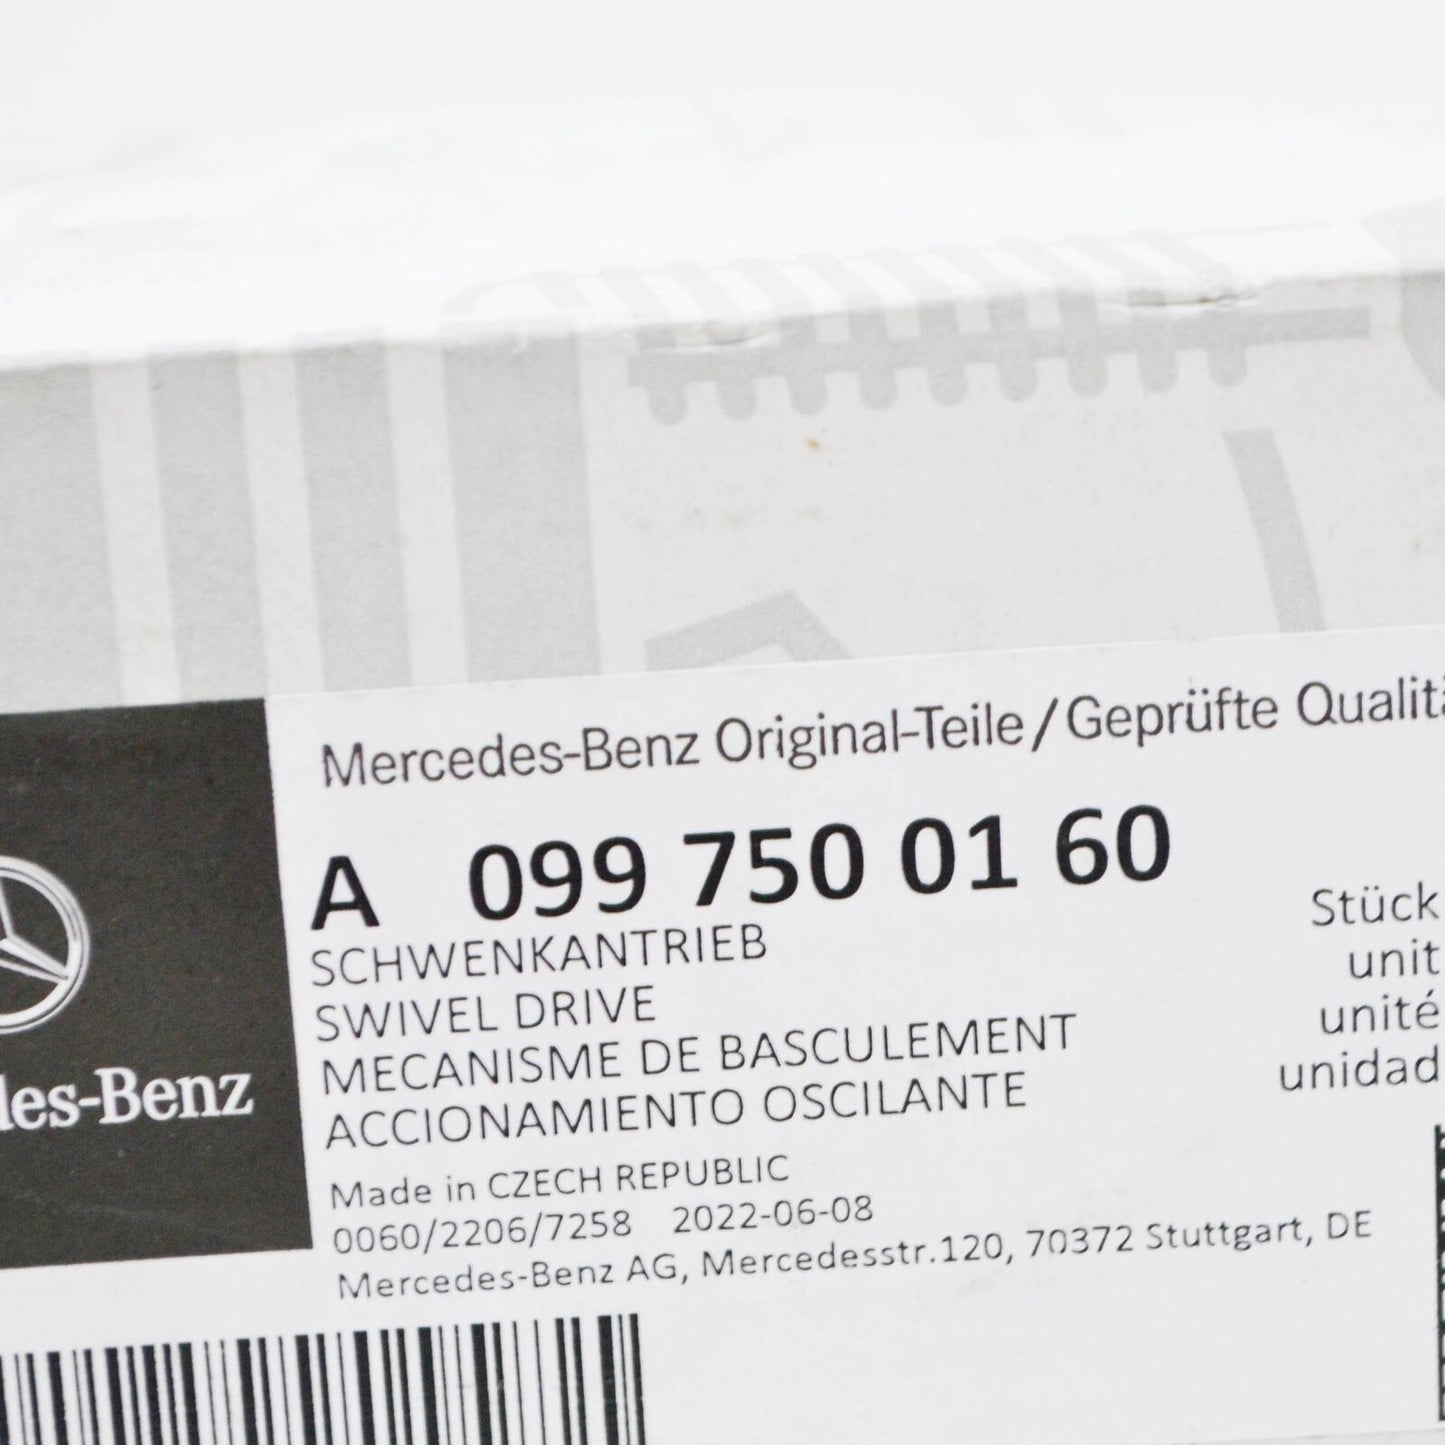 Mercedes-Benz Original-Teile/Geprüfte
A 099 750 01 60
SCHWENKANTRIEB
SWIVEL DRIVE
MECANISME DE BASCULEMENT
ACCIONAMIENTO OSCILANTE
Stück
unit
unité
unidad
Made in CZECH REPUBLIC
0060/2206/7258 2022-06-08
Mercedes-Benz AG, Mercedesstr.120, 70372 Stuttgart, DE
des-Benz